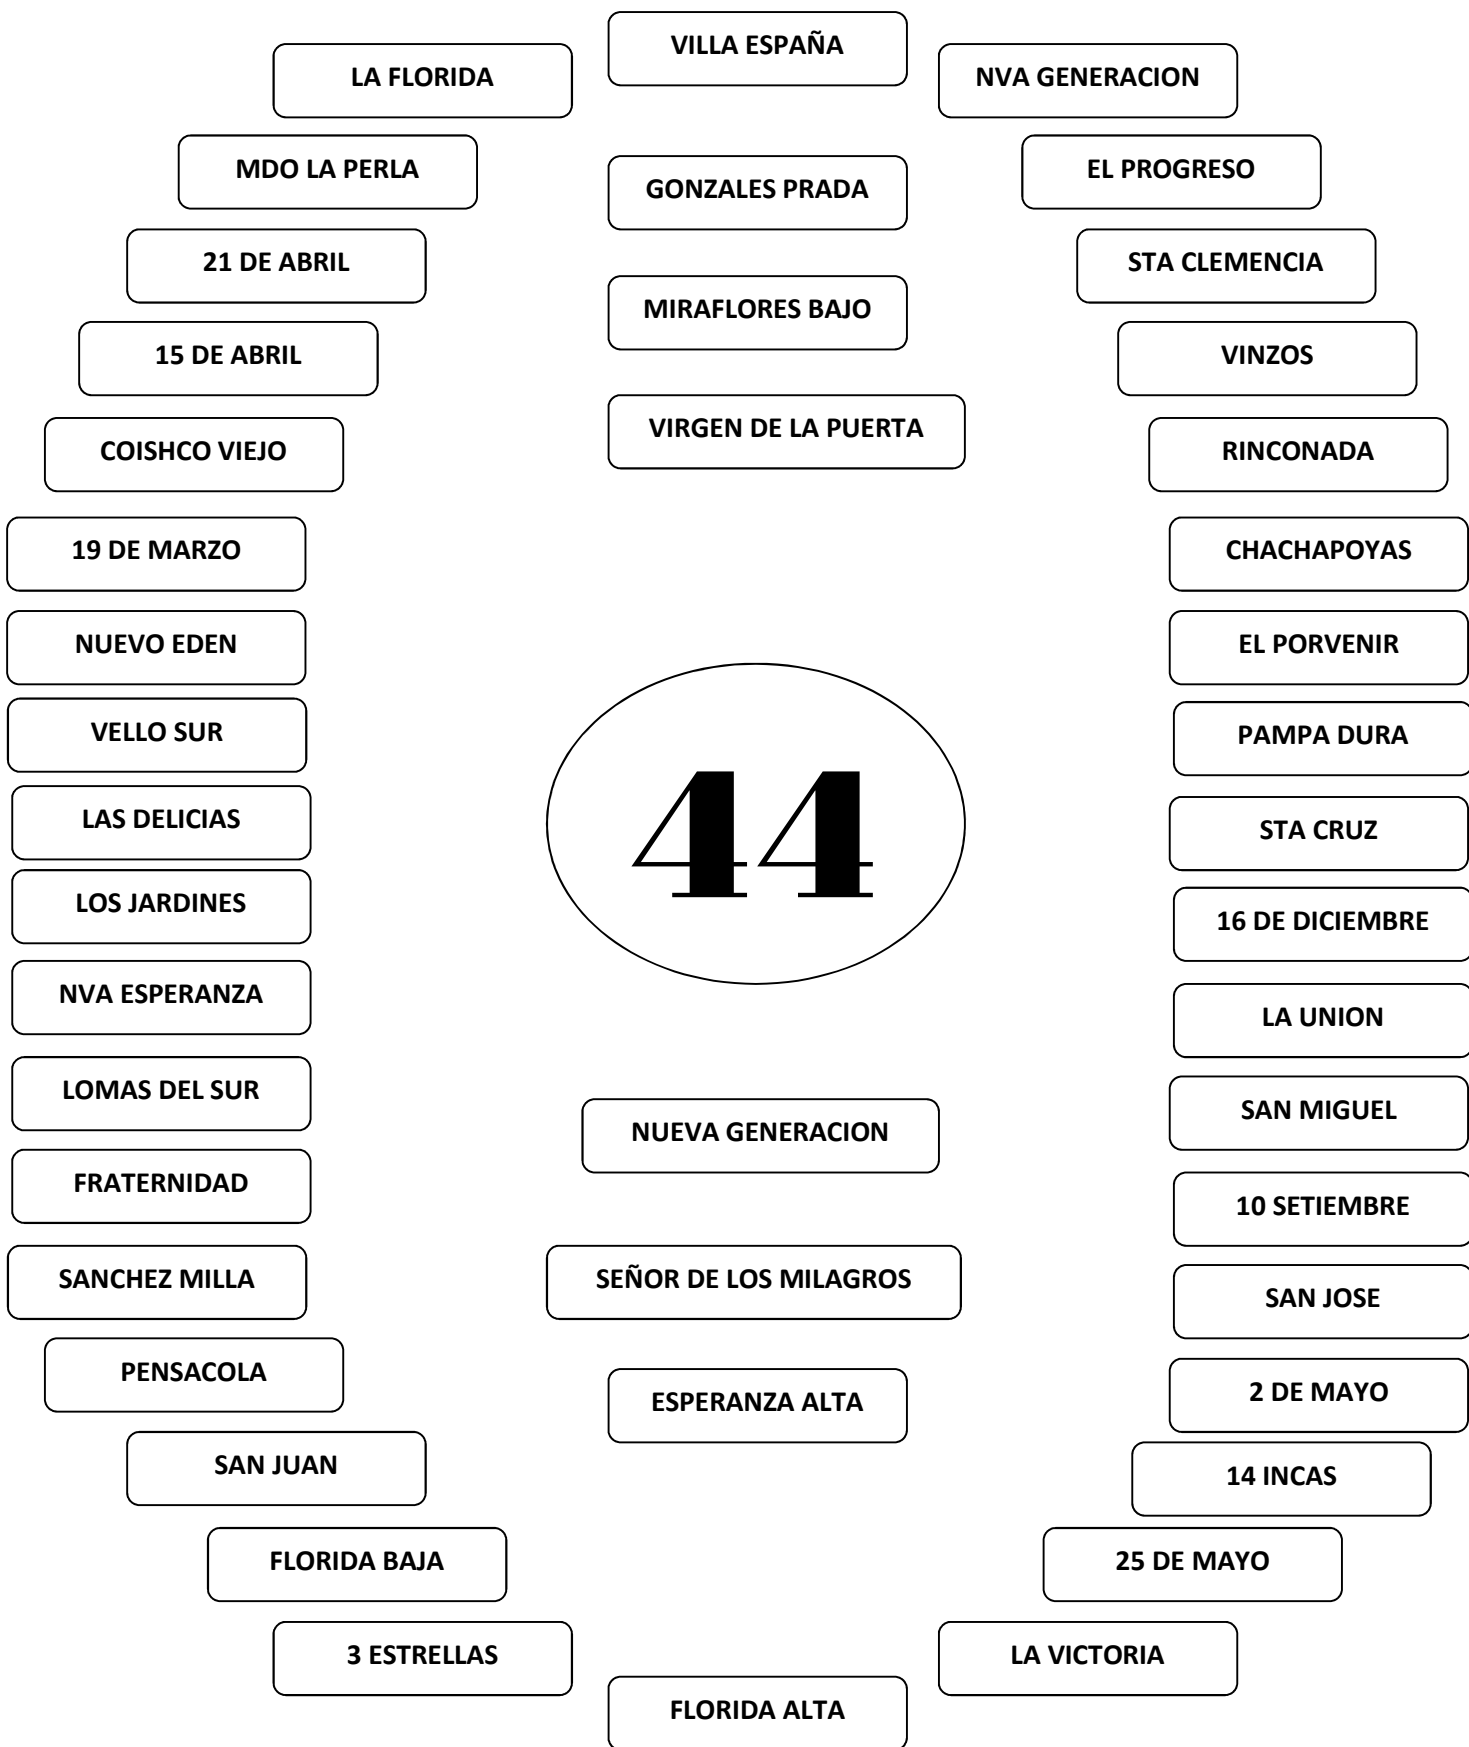 VILLA ESPAÑA
LA FLORIDA
NVA GENERACION
MDO LA PERLA
GONZALES PRADA
EL PROGRESO
21 DE ABRIL
STA CLEMENCIA
MIRAFLORES BAJO
15 DE ABRIL
VINZOS
VIRGEN DE LA PUERTA
COISHCO VIEJO
RINCONADA
19 DE MARZO
CHACHAPOYAS
NUEVO EDEN
EL PORVENIR
VELLO SUR
PAMPA DURA
LAS DELICIAS
STA CRUZ
44
LOS JARDINES
16 DE DICIEMBRE
NVA ESPERANZA
LA UNION
LOMAS DEL SUR
SAN MIGUEL
NUEVA GENERACION
FRATERNIDAD
10 SETIEMBRE
SANCHEZ MILLA
SEÑOR DE LOS MILAGROS
SAN JOSE
PENSACOLA
2 DE MAYO
ESPERANZA ALTA
SAN JUAN
14 INCAS
FLORIDA BAJA
25 DE MAYO
3 ESTRELLAS
LA VICTORIA
FLORIDA ALTA